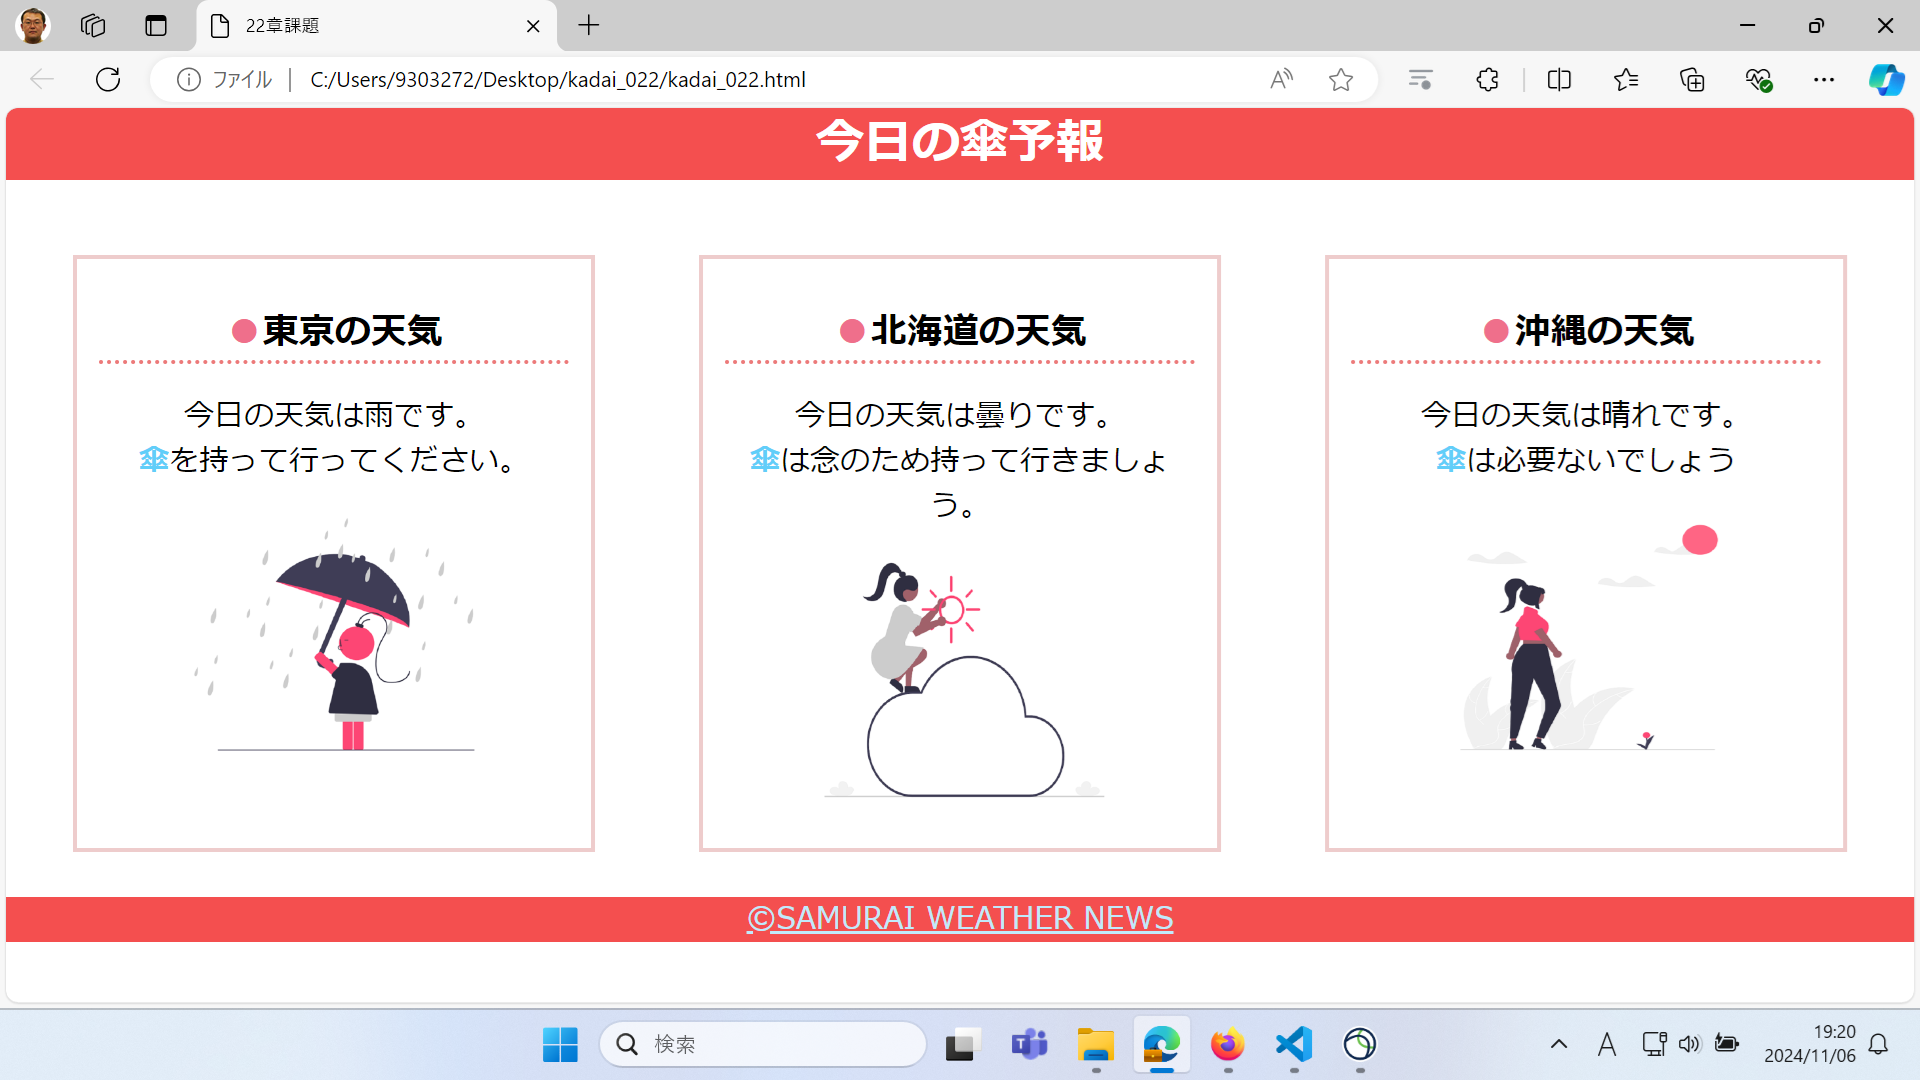 22章課題
ファイル
C:/Users/9303272/Desktop/kadai_022/kadai_022.html
今日の傘予報
東京の天気
今日の天気は雨です。
傘を持って行ってください。
北海道の天気
今日の天気は曇りです。
傘は念のため持って行きましょ
う。
沖縄の天気
今日の天気は晴れです。
傘は必要ないでしょう
©SAMURAI WEATHER NEWS
検索
A
19:20
2024/11/06